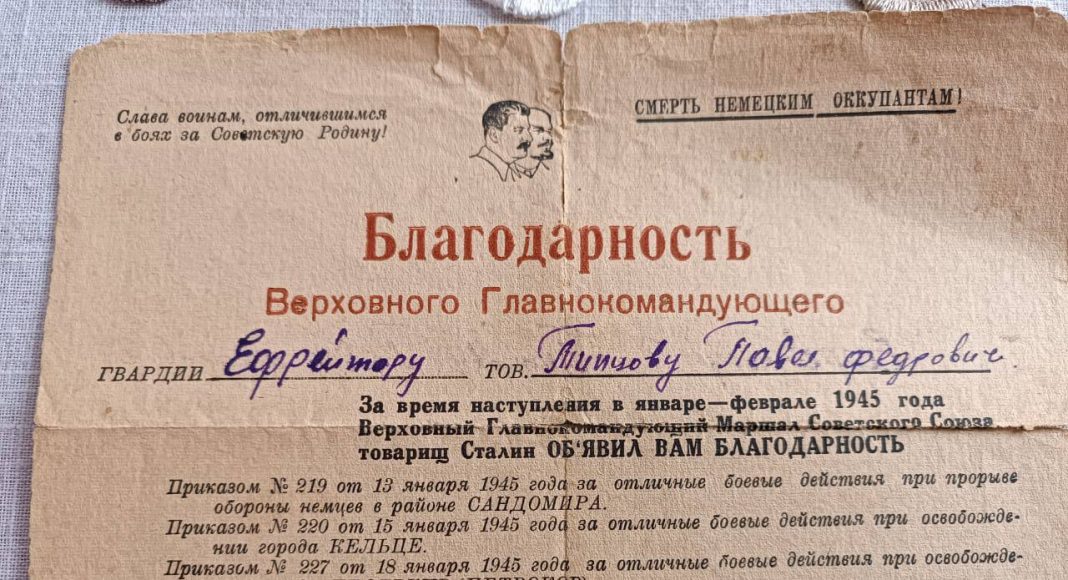 Слава воинам, отличившимся
в боях за Советскую Родину!
СМЕРТЬ НЕМЕЦКИМ ОККУПАНТАМ!
Благодарность
Верховного Главнокомандующего
ГВАРДИИ Ефрейтору ТОВ. Типцову Павел Федрович.
За время наступления в январе—феврале 1945 года
Верховный Главнокомандующий Маршал Советского Союза
товарищ Сталин ОБ'ЯВИЛ ВАМ БЛАГОДАРНОСТЬ
Приказом № 219 от 13 января 1945 года за отличные боевые действия при прорыве
обороны немцев в районе САНДОМИРА.
Приказом № 220 от 15 января 1945 года за отличные боевые действия при освобожде-
нии города КЕЛЬЦЕ.
Приказом № 227 от 18 января 1945 года за отличные боевые действия при освобожде-